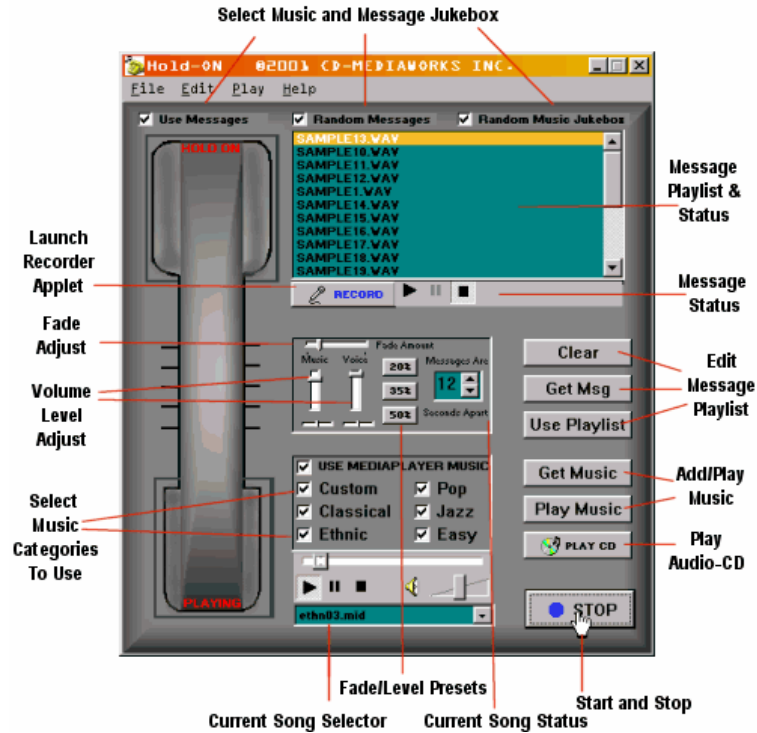 Select Music and Message Jukebox
Hold-ON ©2001 CD-MEDIAWORKS INC.
File Edit Play Help
Use Messages
Random Messages
Random Music Jukebox
HOLD-ON
SAMPLE13.WAV
SAMPLE10.WAV
SAMPLE11.WAV
SAMPLE12.WAV
SAMPLE1.WAV
SAMPLE14.WAV
SAMPLE15.WAV
SAMPLE16.WAV
SAMPLE17.WAV
SAMPLE18.WAV
SAMPLE19.WAV
Message
Playlist &
Status
Launch
Recorder
Applet
RECORD
Message
Status
Fade
Adjust
Fade Amount
Music
Voice
20%
35%
50%
Messages Are
12
Seconds Apart
Volume
Level
Adjust
Clear
Get Msg
Use Playlist
Edit
Message
Playlist
USE MEDIAPLAYER MUSIC
Custom
Pop
Classical
Jazz
Ethnic
Easy
Select
Music
Categories
To Use
Get Music
Play Music
Add/Play
Music
PLAY CD
Play
Audio-CD
PLAYING
ethn03.mid
STOP
Fade/Level Presets
Start and Stop
Current Song Selector
Current Song Status